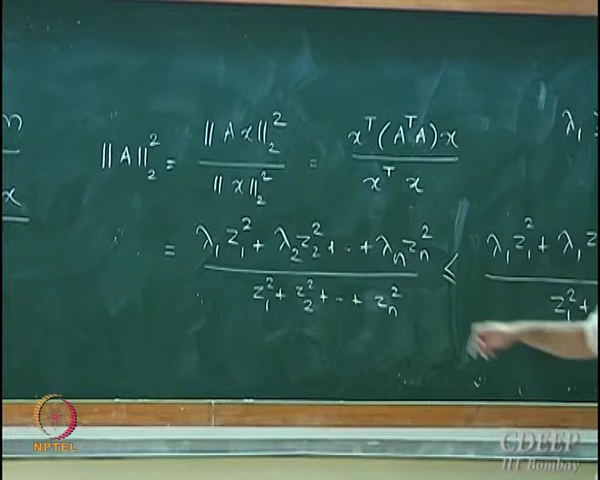 ‖A‖₂² = ‖Ax‖₂² / ‖x‖₂² = xᵀ(AᵀA)x / xᵀx
λ₁
x
= λ₁z₁² + λ₂z₂² + ·· + λₙzₙ² / z₁² + z₂² + ·· + zₙ² ≤ λ₁z₁² + λ₁z / z₁² +
NPTEL
CDEEP
IIT Bombay